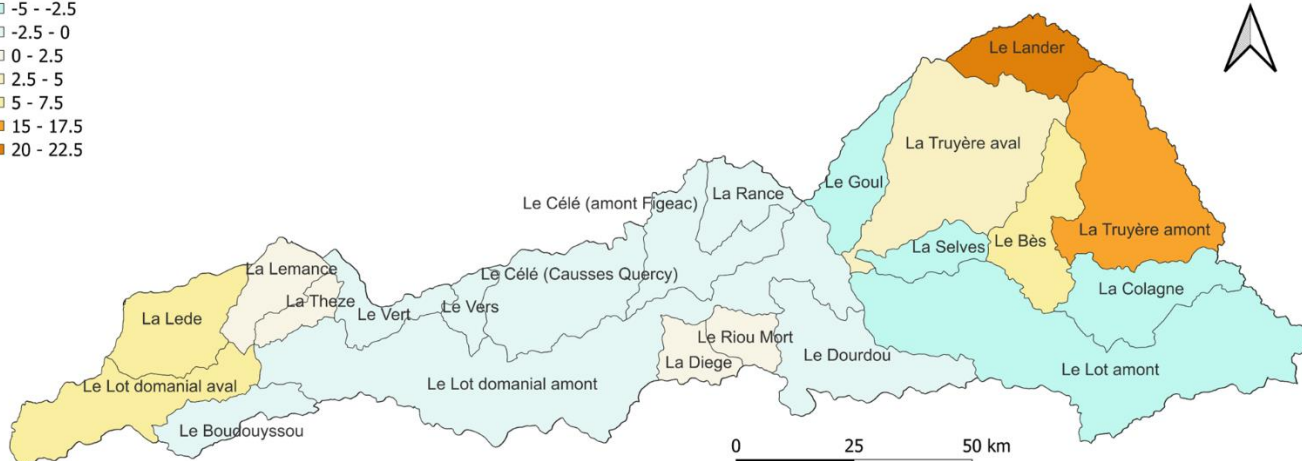 -5 - -2.5
-2.5 - 0
0 - 2.5
2.5 - 5
5 - 7.5
15 - 17.5
20 - 22.5
Le Lander
La Truyère aval
Le Goul
La Rance
Le Célé (amont Figeac)
La Truyère amont
La Selves
Le Bès
La Lemance
Le Célé (Causses Quercy)
La Colagne
La Theze
Le Vers
Le Vert
La Lede
Le Riou Mort
Le Dourdou
La Diege
Le Lot amont
Le Lot domanial aval
Le Lot domanial amont
Le Boudouyssou
0 25 50 km